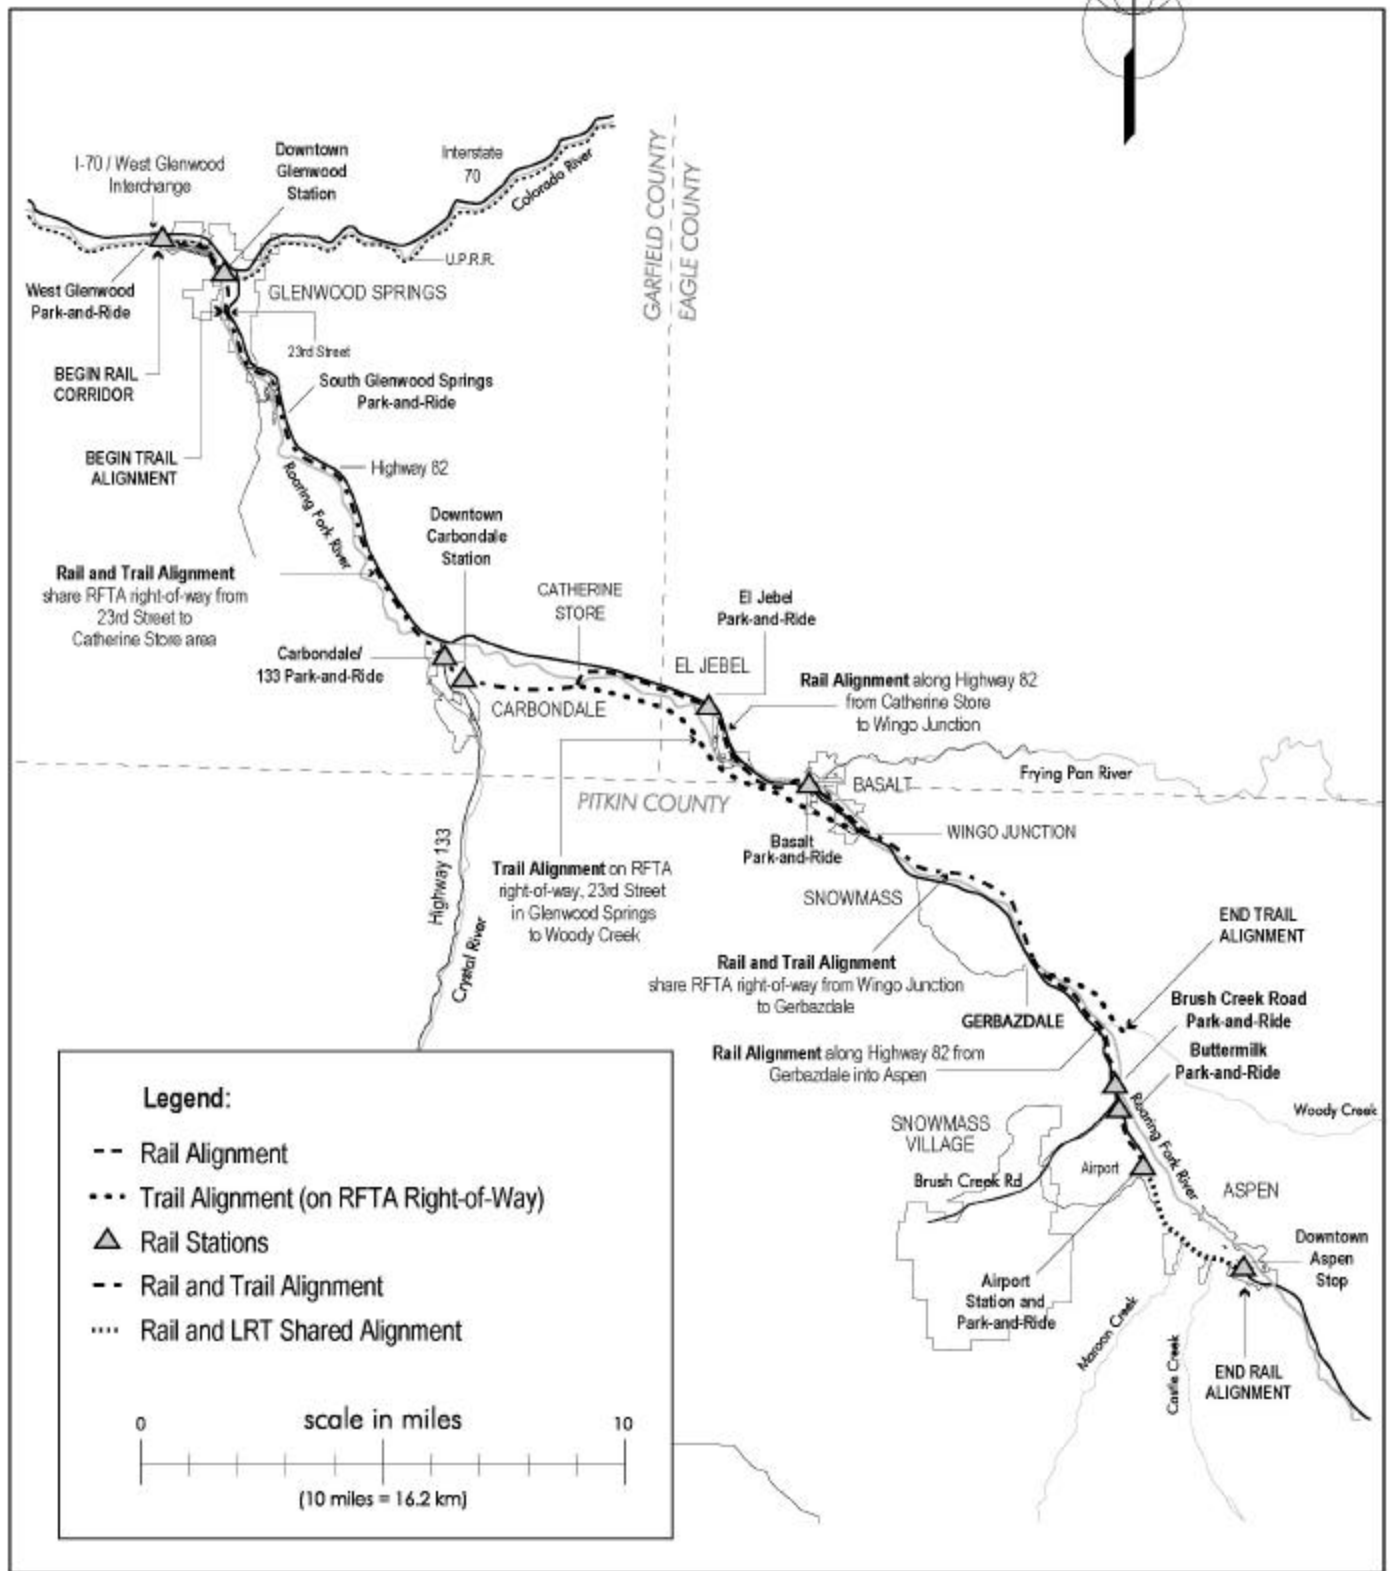 I-70 / West Glenwood
Interchange
Downtown
Glenwood
Station
Interstate
70
Colorado River
GARFIELD COUNTY
EAGLE COUNTY
U.P.R.R.
West Glenwood
Park-and-Ride
GLENWOOD SPRINGS
23rd Street
BEGIN RAIL
CORRIDOR
South Glenwood Springs
Park-and-Ride
BEGIN TRAIL
ALIGNMENT
Highway 82
Roaring Fork River
Downtown
Carbondale
Station
Rail and Trail Alignment
share RFTA right-of-way from
23rd Street to
Catherine Store area
CATHERINE
STORE
El Jebel
Park-and-Ride
Carbondale/
133 Park-and-Ride
EL JEBEL
CARBONDALE
Rail Alignment along Highway 82
from Catherine Store
to Wingo Junction
Frying Pan River
BASALT
PITKIN COUNTY
WINGO JUNCTION
Basalt
Park-and-Ride
Highway 133
Crystal River
Trail Alignment on RFTA
right-of-way, 23rd Street
in Glenwood Springs
to Woody Creek
SNOWMASS
END TRAIL
ALIGNMENT
Rail and Trail Alignment
share RFTA right-of-way from Wingo Junction
to Gerbazdale
GERBAZDALE
Brush Creek Road
Park-and-Ride
Rail Alignment along Highway 82 from
Gerbazdale into Aspen
Buttermilk
Park-and-Ride
Woody Creek
SNOWMASS
VILLAGE
Roaring Fork River
Airport
Brush Creek Rd
ASPEN
Downtown
Aspen
Stop
Airport
Station and
Park-and-Ride
Maroon Creek
Castle Creek
END RAIL
ALIGNMENT
Legend:
Rail Alignment
Trail Alignment (on RFTA Right-of-Way)
Rail Stations
Rail and Trail Alignment
Rail and LRT Shared Alignment
0 scale in miles 10
(10 miles = 16.2 km)